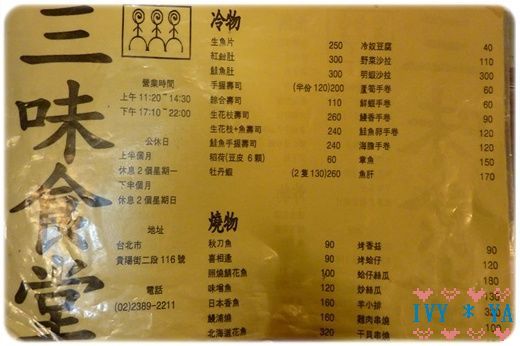 三味食堂
營業時間
上午 11:20~14:30
下午 17:10~22:00
公休日
上半個月
休息 2 個星期一
下半個月
休息 2 個星期日
地址
台北市
貴陽街二段 116 號
電話
(02)2389-2211
冷物
生魚片 250
紅魽肚 300
鮭魚肚 300
手握壽司 (半份 120)200
綜合壽司 110
生花枝壽司 240
生花枝+魚壽司 240
鮭魚手握壽司 240
稻荷(豆皮 6 顆) 60
牡丹蝦 (2 隻 130)260
冷奴豆腐 40
野菜沙拉 110
明蝦沙拉 300
蘆筍手卷 60
鮮蝦手卷 60
鰻香手卷
鮭魚卵手卷 120
海膽手卷 120
章魚 150
魚肝 170
燒物
秋刀魚 90
喜相逢 90
照燒鯖花魚 100
味噌魚 120
日本香魚 160
鰻浦燒 160
北海道花魚 320
烤香菇 90
烤蛤仔 120
蛤仔絲瓜 180
炒絲瓜 130
羊小排
雞肉串燒
干貝串燒
IVY * YA